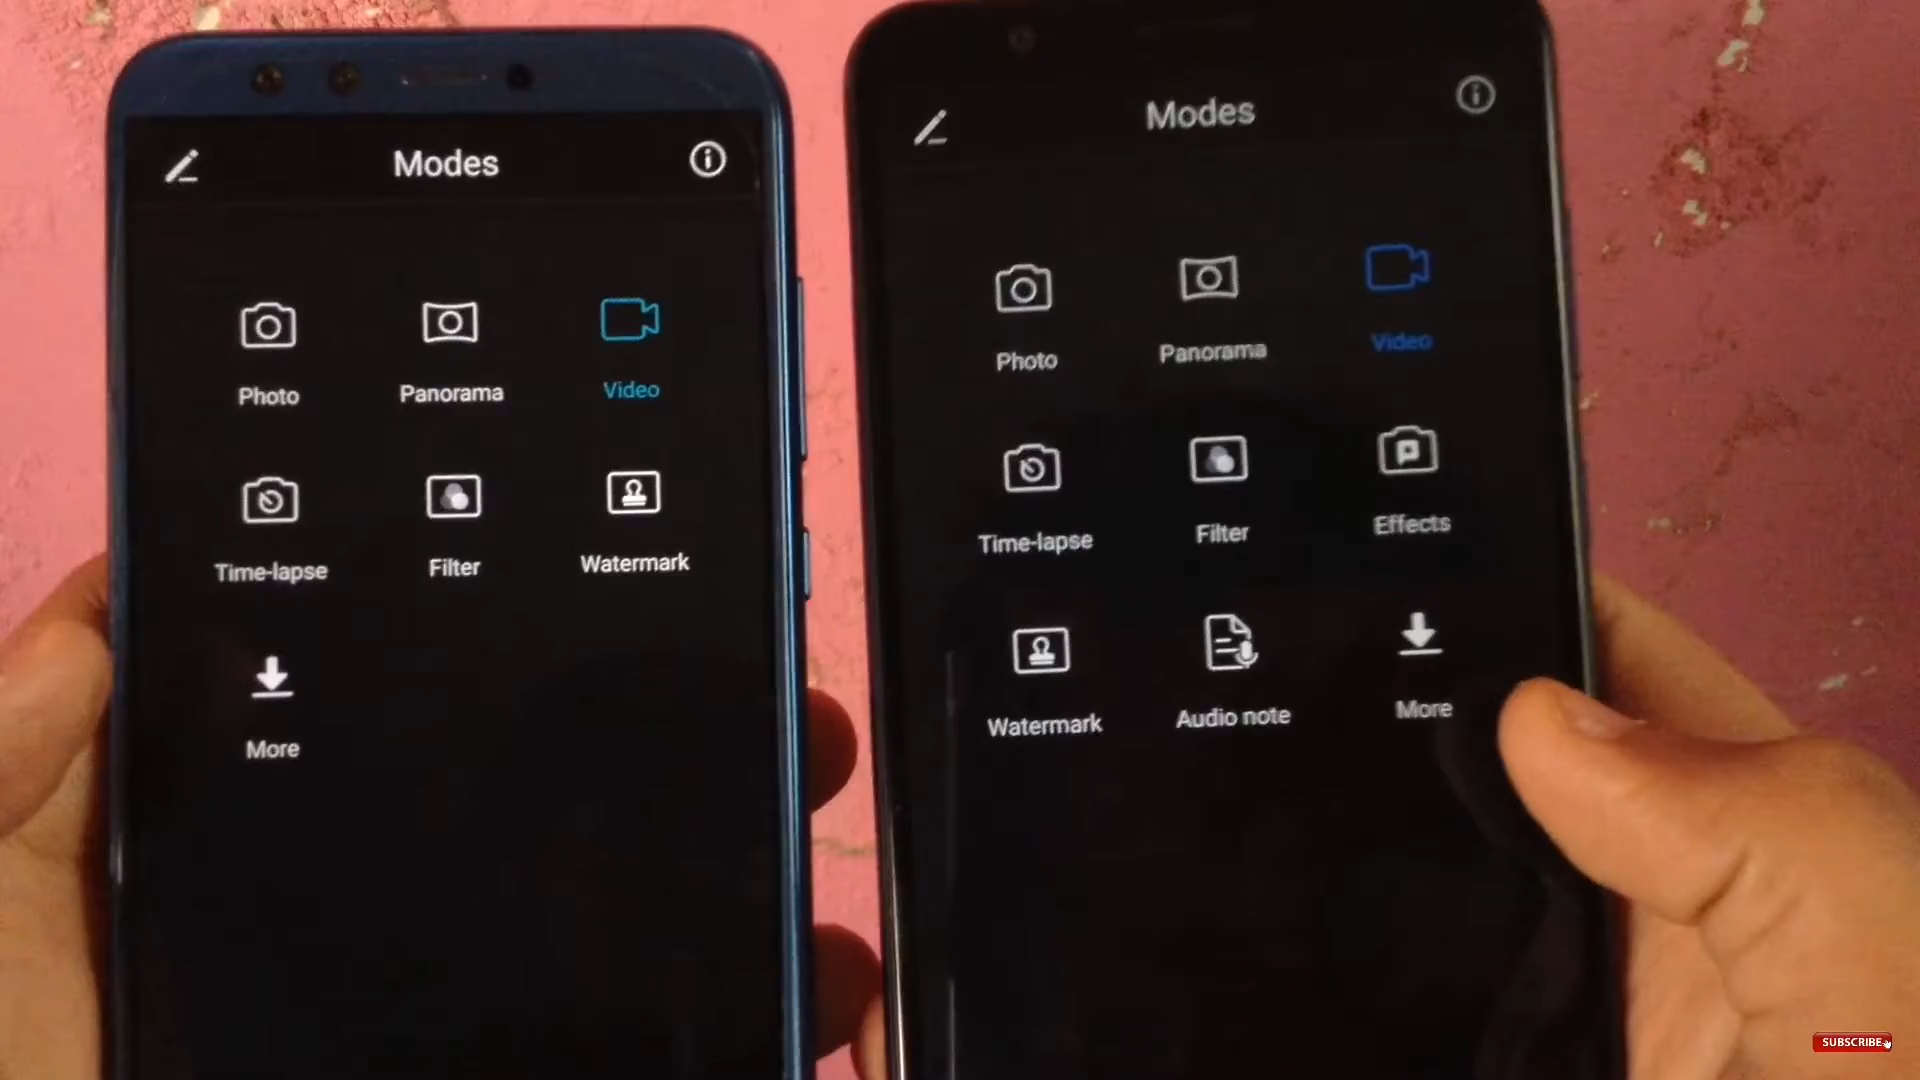 Modes
Photo
Panorama
Video
Time-lapse
Filter
Watermark
More
Modes
Photo
Panorama
Video
Time-lapse
Filter
Effects
Watermark
Audio note
More
SUBSCRIBE